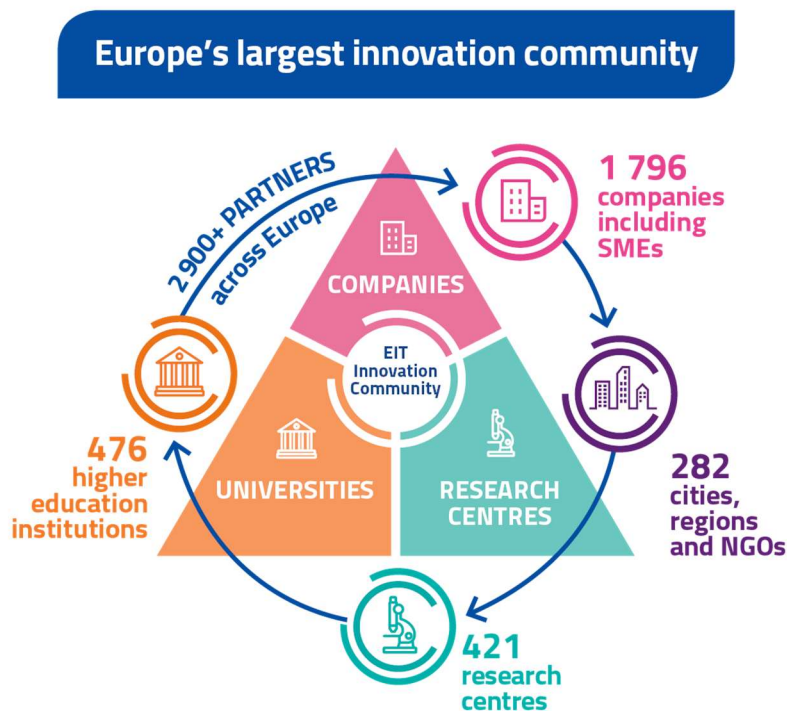 Europe's largest innovation community
2 900+ PARTNERS
across Europe
1 796
companies
including
SMEs
COMPANIES
EIT
Innovation
Community
476
higher
education
institutions
UNIVERSITIES
RESEARCH
CENTRES
282
cities,
regions
and NGOs
421
research
centres